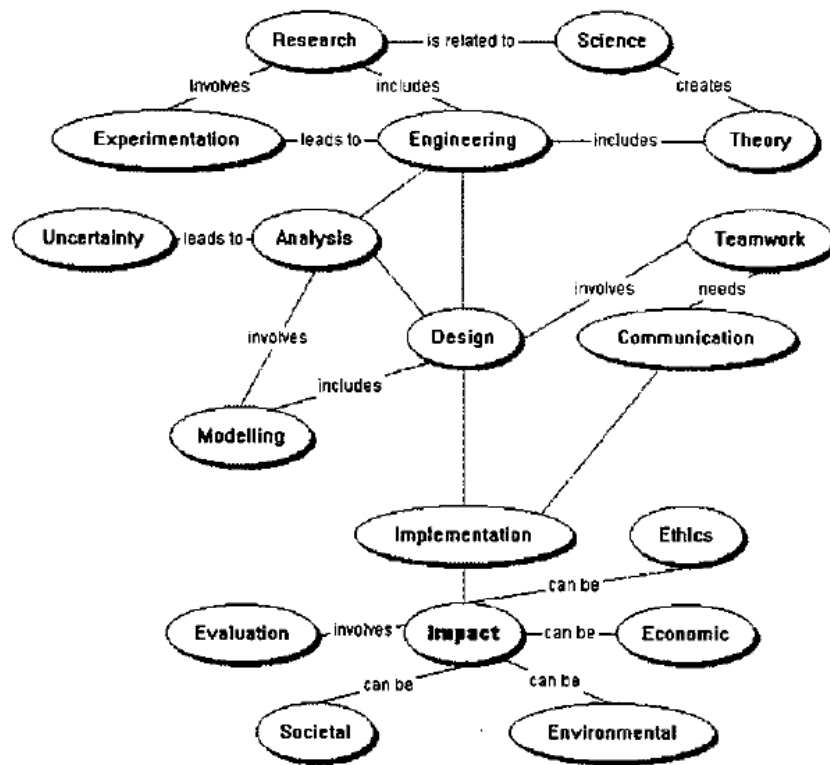 Research is related to Science
Involves includes creates
Experimentation leads to Engineering includes Theory
Uncertainty leads to Analysis Teamwork
involves needs
Design Communication
involves
includes
Modelling
Implementation Ethics
can be
Evaluation involves Impact can be Economic
can be can be
Societal Environmental